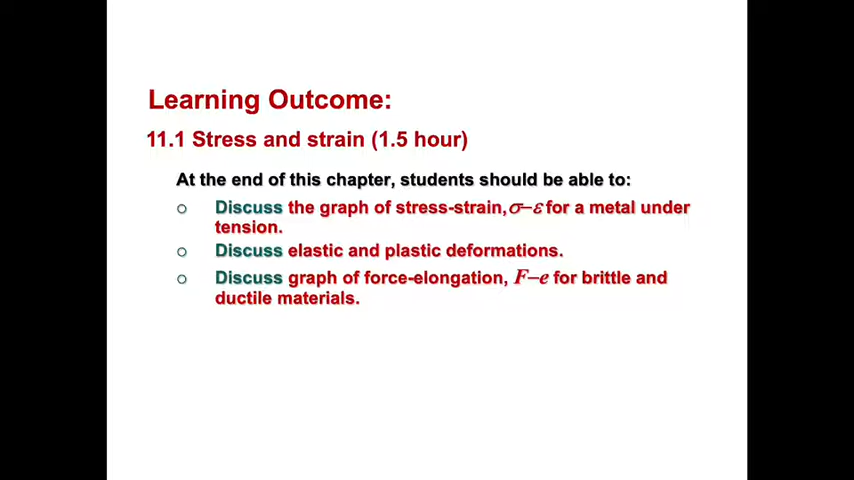 Learning Outcome:
11.1 Stress and strain (1.5 hour)
At the end of this chapter, students should be able to:
o Discuss the graph of stress-strain, σ–ε for a metal under
tension.
o Discuss elastic and plastic deformations.
o Discuss graph of force-elongation, F–e for brittle and
ductile materials.